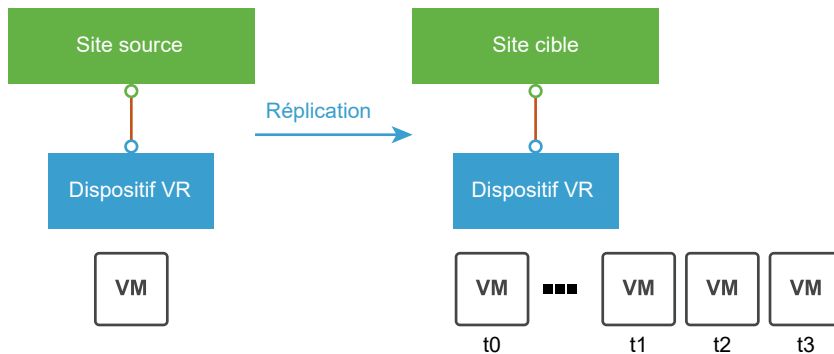 Site source
Site cible
Réplication
Dispositif VR
Dispositif VR
VM
VM
VM
VM
VM
t0
t1
t2
t3